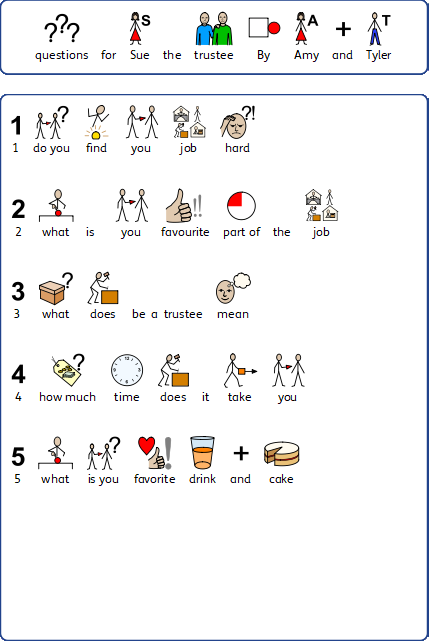 ??? S A + T
questions for Sue the trustee By Amy and Tyler
1 ? ?!
1 do you find you job hard
2 !!
2 what is you favourite part of the job
3 ?
3 what does be a trustee mean
4 ?
4 how much time does it take you
5 ? ! +
5 what is you favorite drink and cake